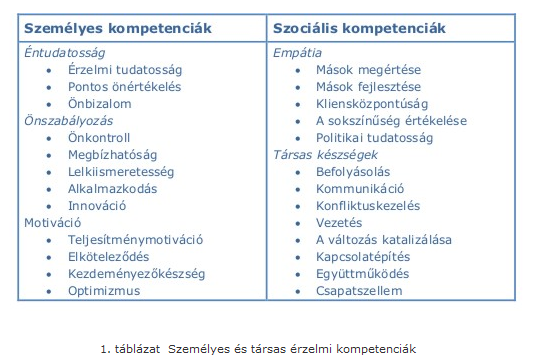 Személyes kompetenciák
Éntudatosság
• Érzelmi tudatosság
• Pontos önértékelés
• Önbizalom
Önszabályozás
• Önkontroll
• Megbízhatóság
• Lelkiismeretesség
• Alkalmazkodás
• Innováció
Motiváció
• Teljesítménymotiváció
• Elköteleződés
• Kezdeményezőkészség
• Optimizmus
Szociális kompetenciák
Empátia
• Mások megértése
• Mások fejlesztése
• Kliensközpontúság
• A sokszínűség értékelése
• Politikai tudatosság
Társas készségek
• Befolyásolás
• Kommunikáció
• Konfliktuskezelés
• Vezetés
• A változás katalizálása
• Kapcsolatépítés
• Együttműködés
• Csapatszellem
1. táblázat Személyes és társas érzelmi kompetenciák